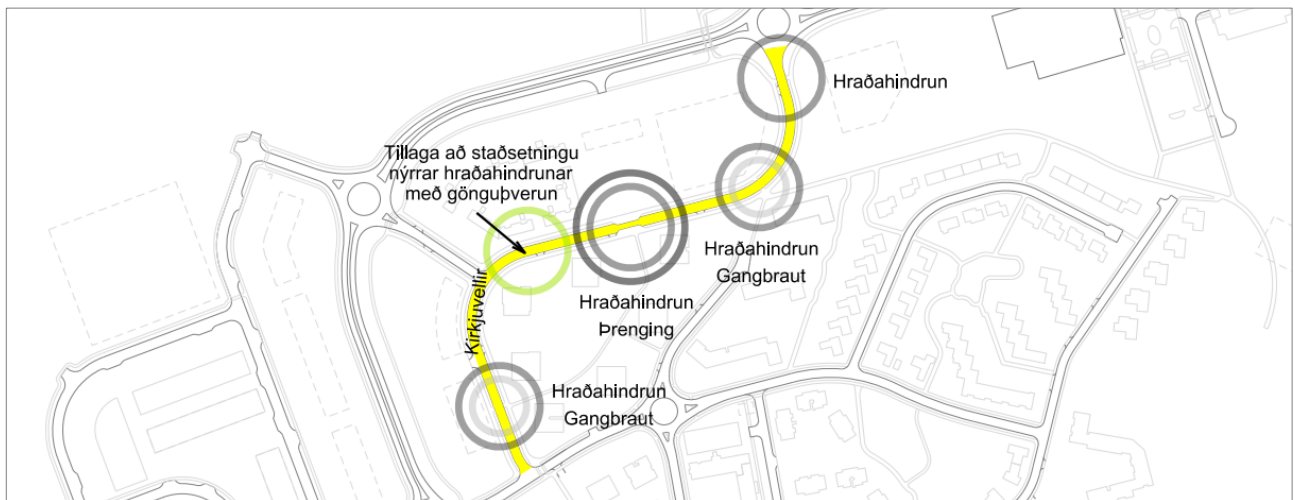 Hraðahindrun
Tillaga að staðsetningu
nýrrar hraðahindrunar
með gönguþverun
Hraðahindrun
Gangbraut
Kirkjuvellir
Hraðahindrun
Þrenging
Hraðahindrun
Gangbraut